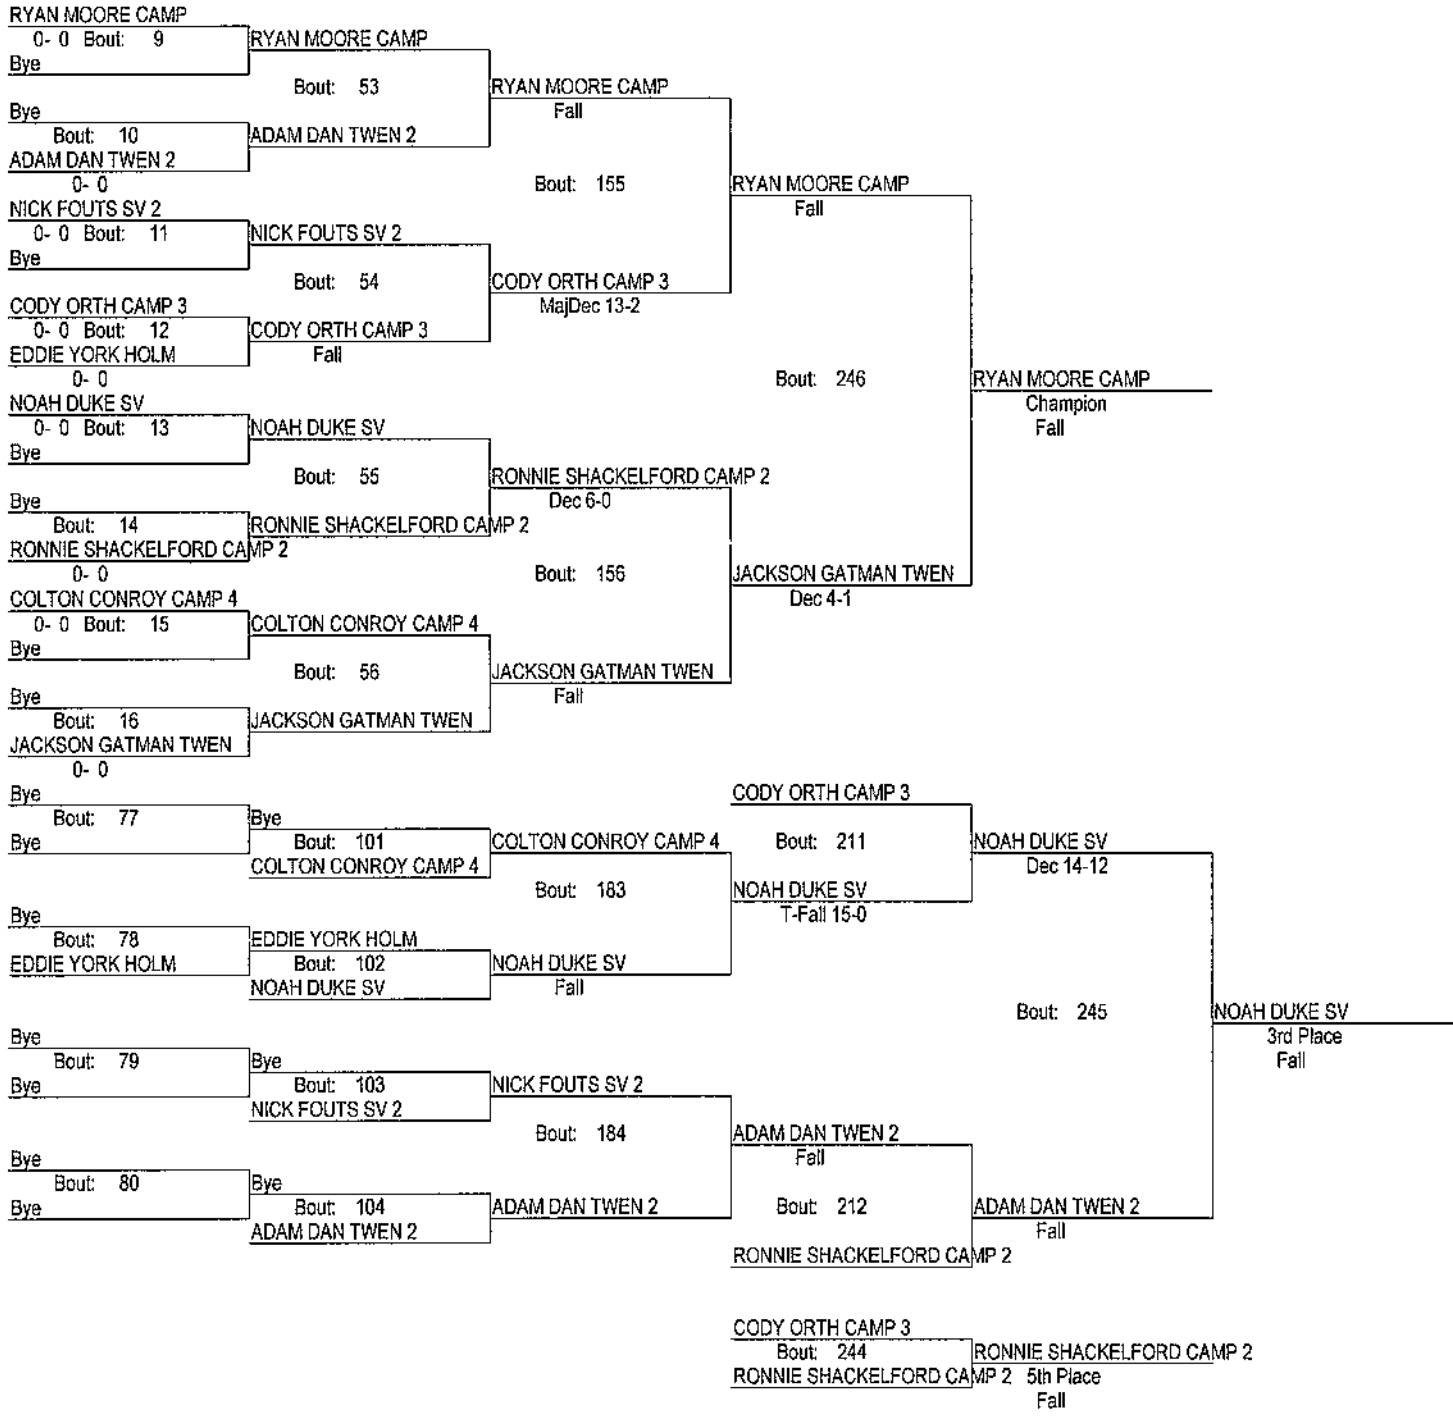 RYAN MOORE CAMP
0- 0 Bout: 9
Bye
RYAN MOORE CAMP
Bout: 53
Bye
Bout: 10
ADAM DAN TWEN 2
0- 0
ADAM DAN TWEN 2
RYAN MOORE CAMP
Fall
Bout: 155
NICK FOUTS SV 2
0- 0 Bout: 11
Bye
NICK FOUTS SV 2
Bout: 54
CODY ORTH CAMP 3
0- 0 Bout: 12
EDDIE YORK HOLM
0- 0
CODY ORTH CAMP 3
Fall
CODY ORTH CAMP 3
MajDec 13-2
RYAN MOORE CAMP
Fall
Bout: 246
NOAH DUKE SV
0- 0 Bout: 13
Bye
NOAH DUKE SV
Bout: 55
Bye
Bout: 14
RONNIE SHACKELFORD CAMP 2
0- 0
RONNIE SHACKELFORD CAMP 2
RONNIE SHACKELFORD CAMP 2
Dec 6-0
Bout: 156
COLTON CONROY CAMP 4
0- 0 Bout: 15
Bye
COLTON CONROY CAMP 4
Bout: 56
Bye
Bout: 16
JACKSON GATMAN TWEN
0- 0
JACKSON GATMAN TWEN
JACKSON GATMAN TWEN
Fall
JACKSON GATMAN TWEN
Dec 4-1
RYAN MOORE CAMP
Champion
Fall
Bye
Bout: 77
Bye
Bye
Bout: 101
COLTON CONROY CAMP 4
COLTON CONROY CAMP 4
Bout: 183
Bye
Bout: 78
EDDIE YORK HOLM
EDDIE YORK HOLM
Bout: 102
NOAH DUKE SV
NOAH DUKE SV
Fall
CODY ORTH CAMP 3
Bout: 211
NOAH DUKE SV
T-Fall 15-0
NOAH DUKE SV
Dec 14-12
Bout: 245
Bye
Bout: 79
Bye
Bye
Bout: 103
NICK FOUTS SV 2
NICK FOUTS SV 2
Bout: 184
Bye
Bout: 80
Bye
Bye
Bout: 104
ADAM DAN TWEN 2
ADAM DAN TWEN 2
ADAM DAN TWEN 2
Fall
Bout: 212
RONNIE SHACKELFORD CAMP 2
ADAM DAN TWEN 2
Fall
NOAH DUKE SV
3rd Place
Fall
CODY ORTH CAMP 3
Bout: 244
RONNIE SHACKELFORD CAMP 2
RONNIE SHACKELFORD CAMP 2
5th Place
Fall